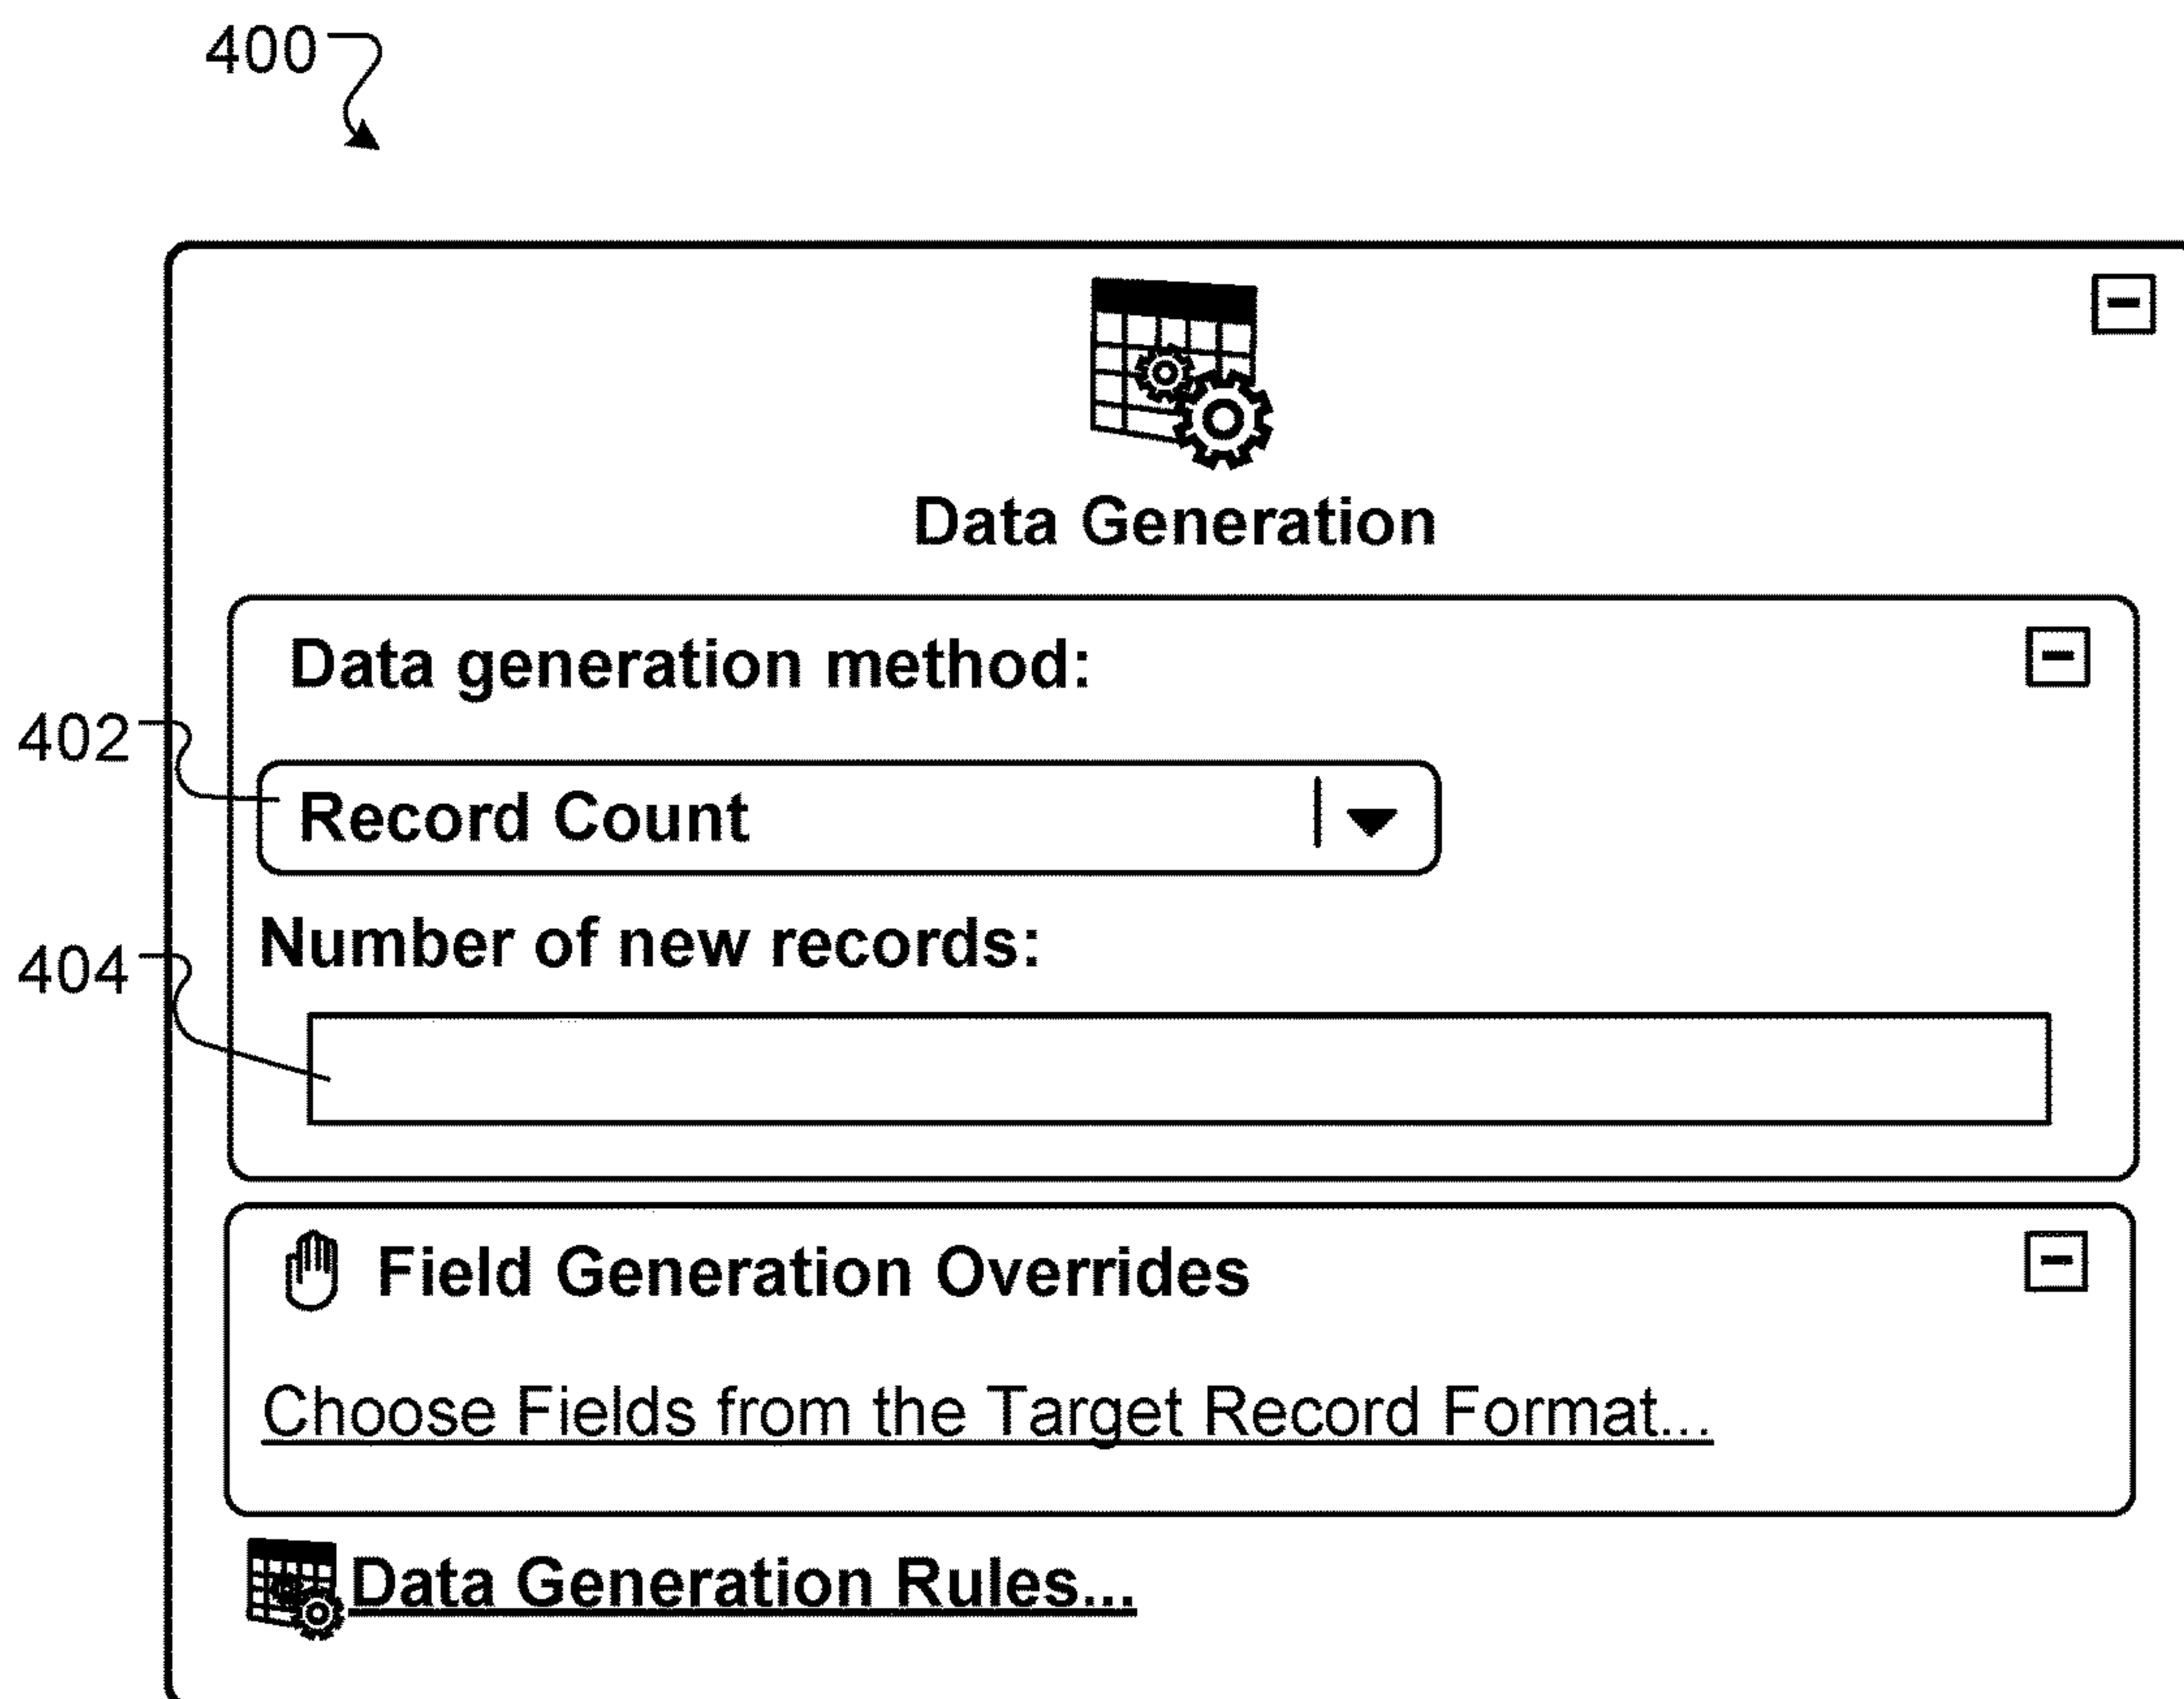 400
Data Generation
Data generation method:
402
Record Count
Number of new records:
404
Field Generation Overrides
Choose Fields from the Target Record Format...
Data Generation Rules...